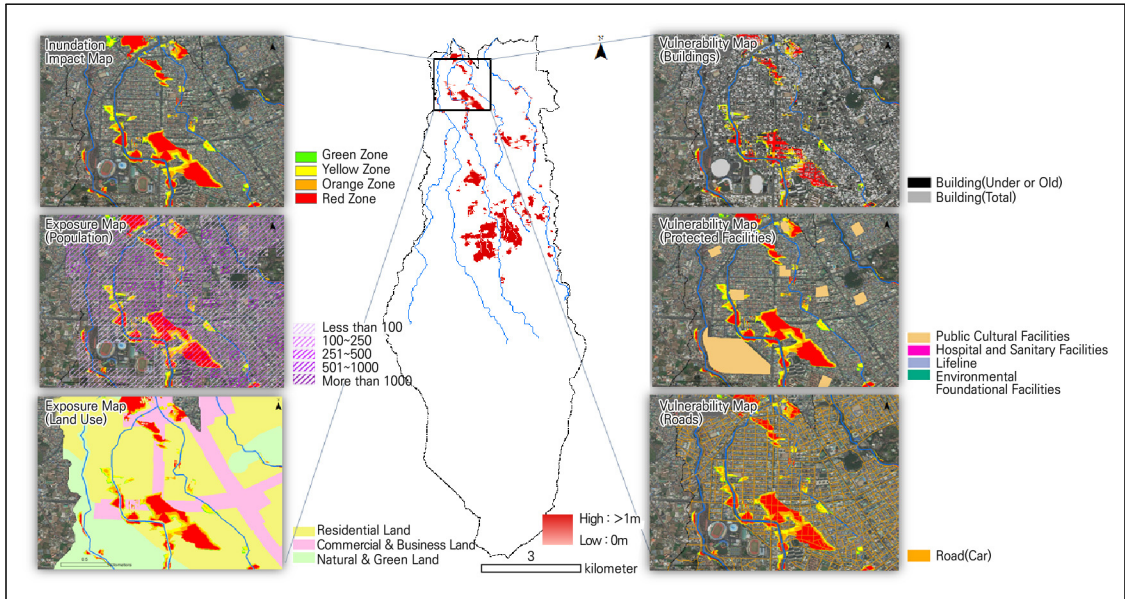 Inundation
Impact Map
Green Zone
Yellow Zone
Orange Zone
Red Zone
Exposure Map
(Population)
Less than 100
100~250
251~500
501~1000
More than 1000
Exposure Map
(Land Use)
Residential Land
Commercial & Business Land
Natural & Green Land
High : >1m
Low : 0m
3
kilometer
Vulnerability Map
(Buildings)
Building(Under or Old)
Building(Total)
Vulnerability Map
(Protected Facilities)
Public Cultural Facilities
Hospital and Sanitary Facilities
Lifeline
Environmental
Foundational Facilities
Vulnerability Map
(Roads)
Road(Car)